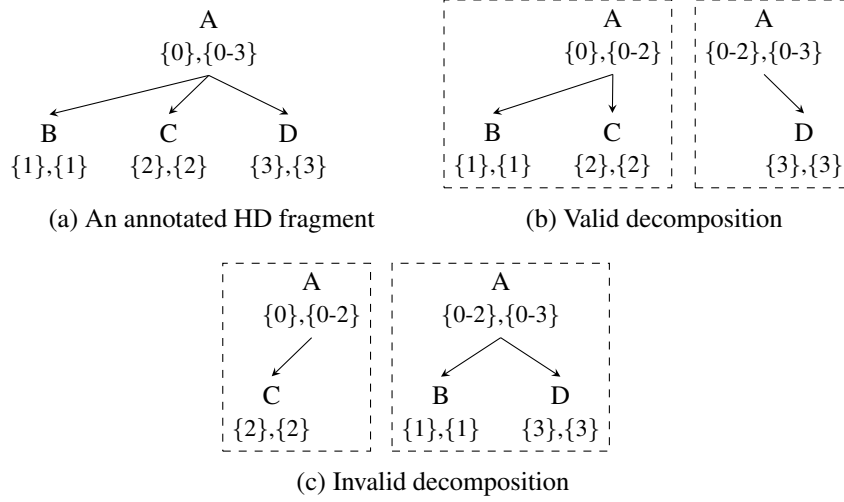 A
{0},{0-3}
B C D
{1},{1} {2},{2} {3},{3}
(a) An annotated HD fragment
A A
{0},{0-2} {0-2},{0-3}
B C D
{1},{1} {2},{2} {3},{3}
(b) Valid decomposition
A A
{0},{0-2} {0-2},{0-3}
C B D
{2},{2} {1},{1} {3},{3}
(c) Invalid decomposition